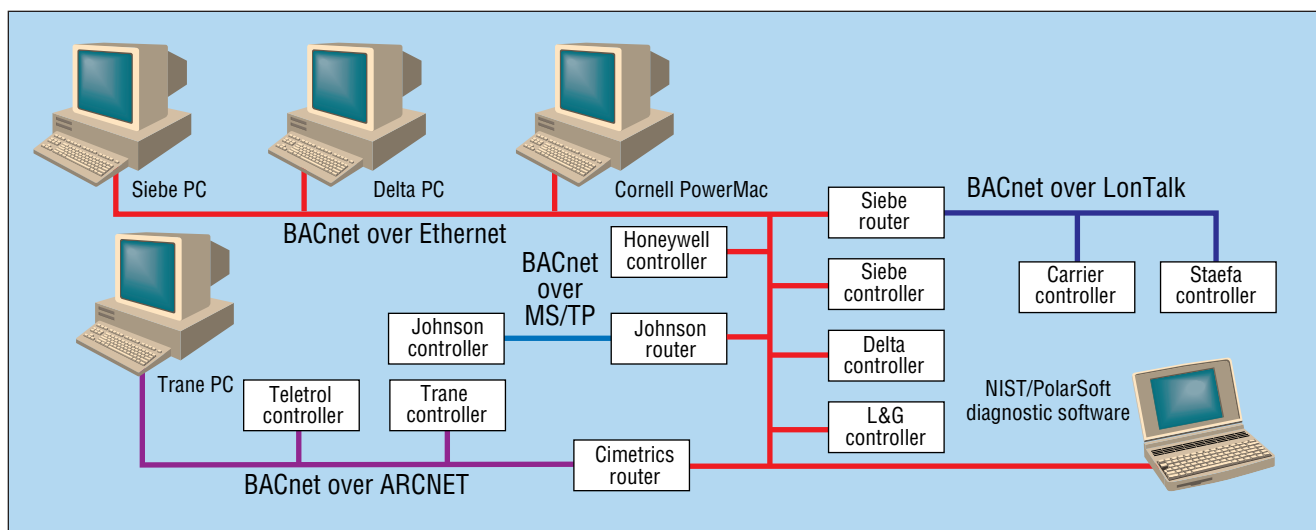 Siebe PC
Delta PC
Cornell PowerMac
BACnet over Ethernet
Siebe
router
BACnet over LonTalk
Honeywell
controller
Siebe
controller
Carrier
controller
Staefa
controller
BACnet
over
MS/TP
Johnson
controller
Johnson
router
Delta
controller
Trane PC
Teletrol
controller
Trane
controller
L&G
controller
NIST/PolarSoft
diagnostic software
Cimetrics
router
BACnet over ARCNET